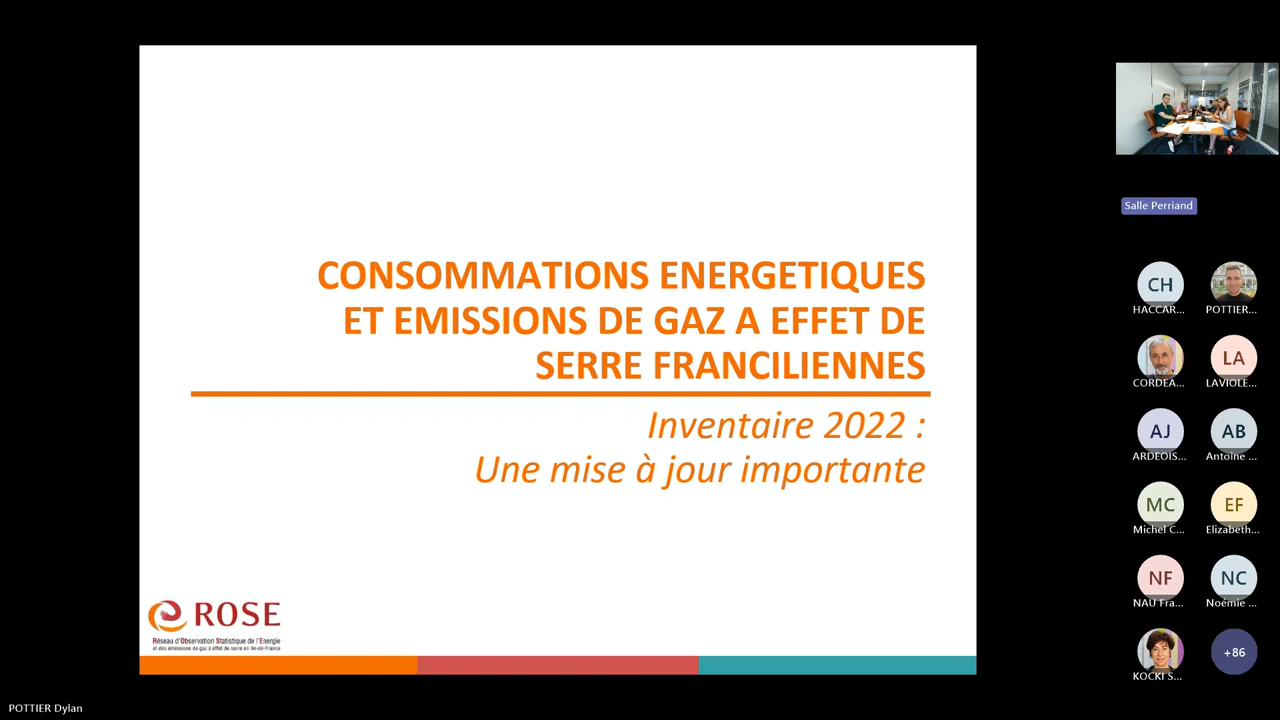 CONSOMMATIONS ENERGETIQUES
ET EMISSIONS DE GAZ A EFFET DE
SERRE FRANCILIENNES
Inventaire 2022 :
Une mise à jour importante
ROSE
Réseau d'Observation Statistique de l'Energie
et des émissions de gaz à effet de serre en Ile-de-France
Salle Perriand
CH
HACCAR...
POTTIER...
CORDEA...
LA
LAVIOLE...
AJ
ARDEOIS...
AB
Antoine ...
MC
Michel C...
EF
Elizabeth...
NF
NAU Fra...
NC
Noémie ...
KOCKI S...
+86
POTTIER Dylan